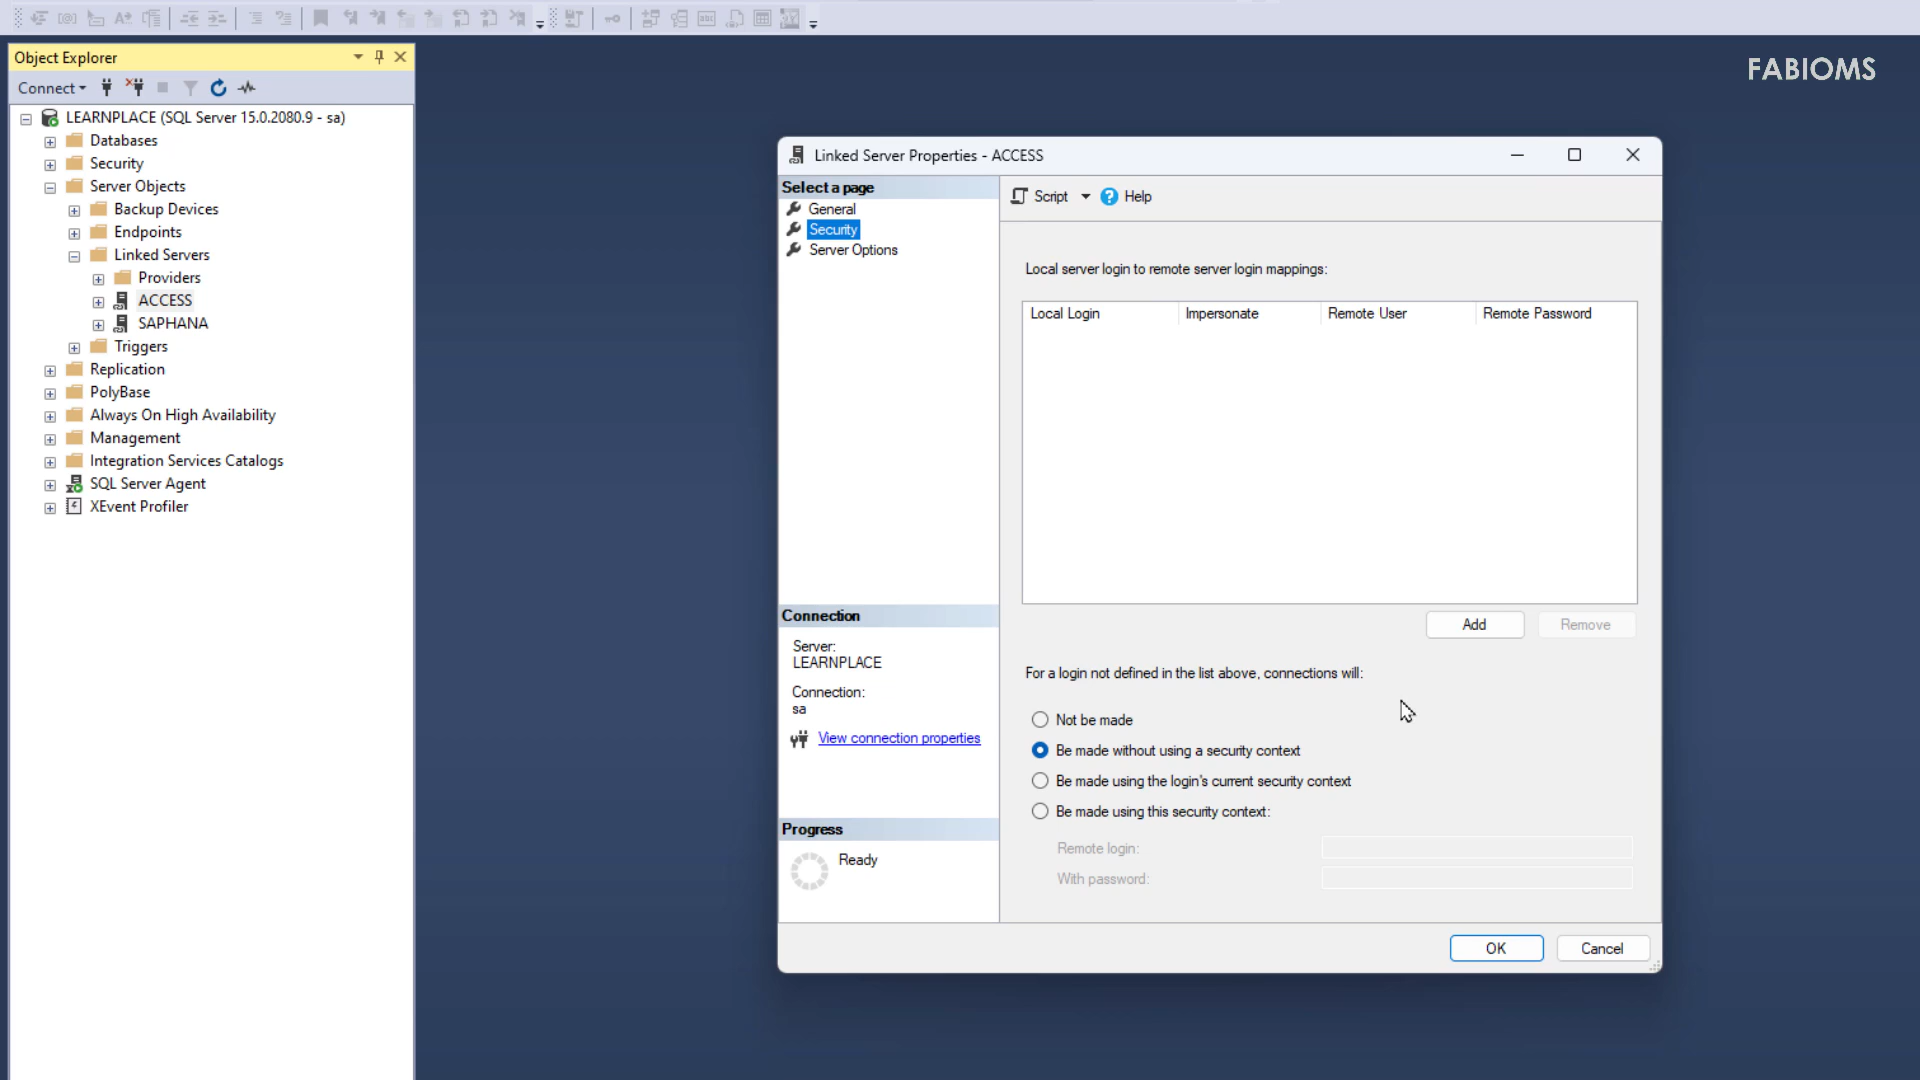 FABIOMS
Object Explorer
Connect
LEARNPLACE (SQL Server 15.0.2080.9 - sa)
Databases
Security
Server Objects
Backup Devices
Endpoints
Linked Servers
Providers
ACCESS
SAPHANA
Triggers
Replication
PolyBase
Always On High Availability
Management
Integration Services Catalogs
SQL Server Agent
XEvent Profiler
Linked Server Properties - ACCESS
Select a page
General
Security
Server Options
Connection
Server:
LEARNPLACE
Connection:
sa
View connection properties
Progress
Ready
Script
Help
Local server login to remote server login mappings:
Local Login Impersonate Remote User Remote Password
Add Remove
For a login not defined in the list above, connections will:
Not be made
Be made without using a security context
Be made using the login's current security context
Be made using this security context:
Remote login:
With password:
OK Cancel